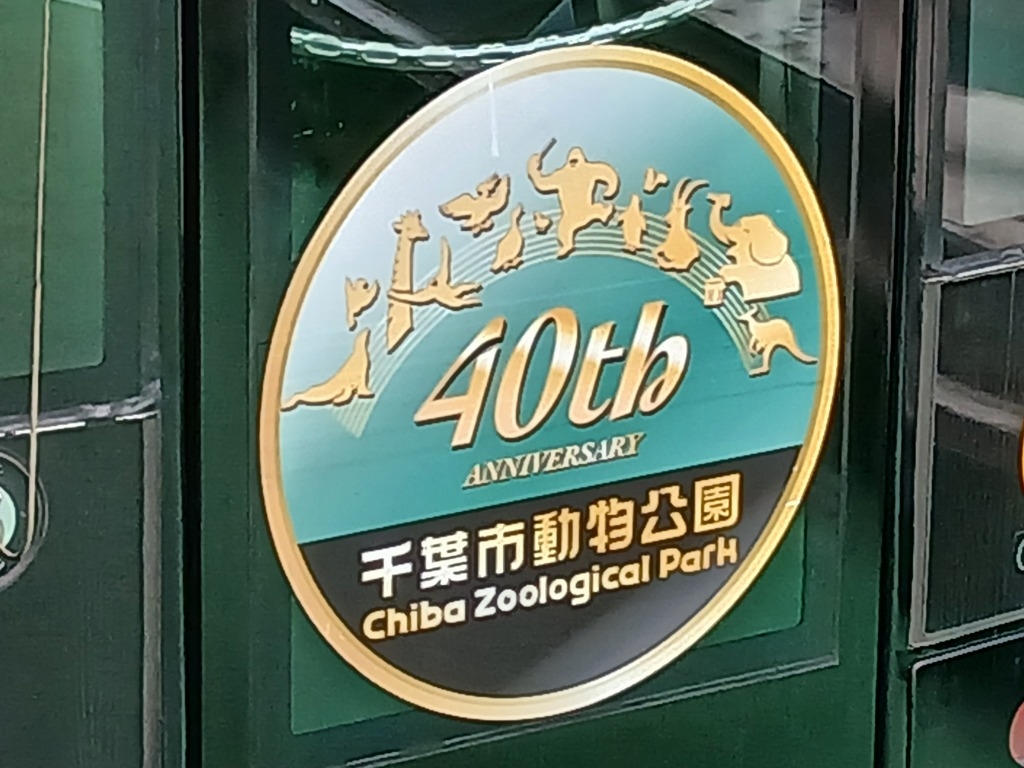 40th
ANNIVERSARY
千葉市動物公園
Chiba Zoological Park